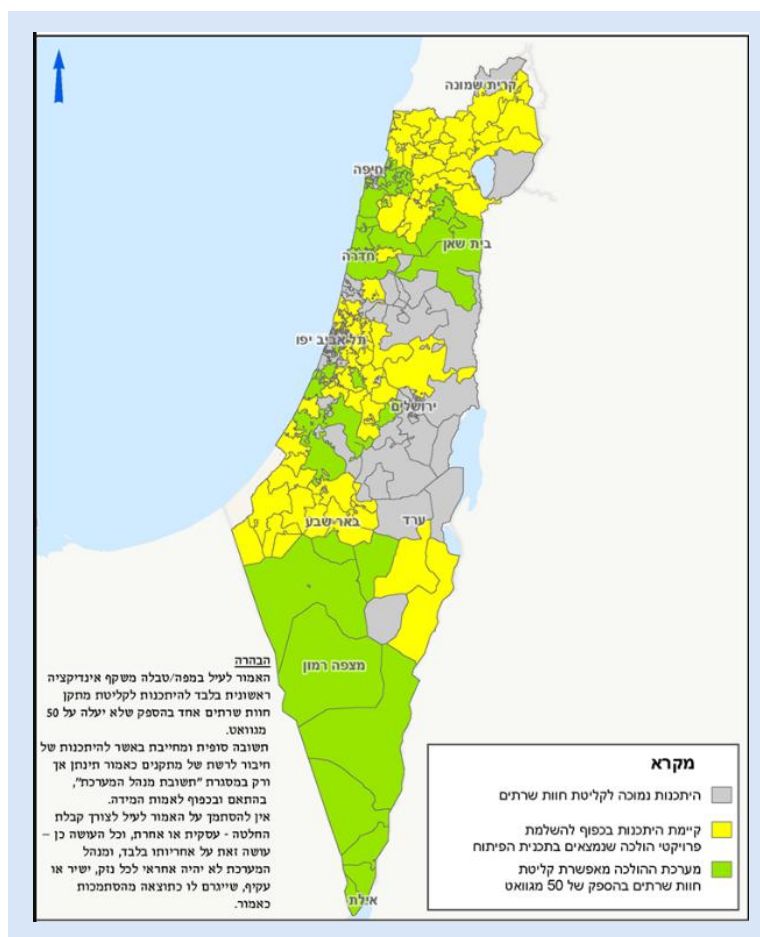 קרית שמונה
חיפה
בית שאן
חדרה
תל אביב יפו
ירושלים
באר שבע
ערד
מצפה רמון
אילת
הבהרה
האמור לעיל במפה/טבלה משקף אינדיקציה
ראשונית בלבד להיתכנות לקליטת מתקן
חוות שרתים אחד בהספק שלא יעלה על 50
מגוואט.
תשובה סופית ומחייבת באשר להיתכנות של
חיבור לרשת של מתקנים כאמור תינתן אך
ורק במסגרת "תשובת מנהל המערכת",
בהתאם ובכפוף לאמות המידה.
אין להסתמך על האמור לעיל לצורך קבלת
החלטה - עסקית או אחרת, וכל העושה כן –
עושה זאת על אחריותו בלבד, ומנהל
המערכת לא יהיה אחראי לכל נזק, ישיר או
עקיף, שייגרם לו כתוצאה מהסתמכות
כאמור.
מקרא
היתכנות נמוכה לקליטת חוות שרתים
קיימת היתכנות בכפוף להשלמת
פרויקטי הולכה שנמצאים בתכנית הפיתוח
מערכת ההולכה מאפשרת קליטת
חוות שרתים בהספק של 50 מגוואט